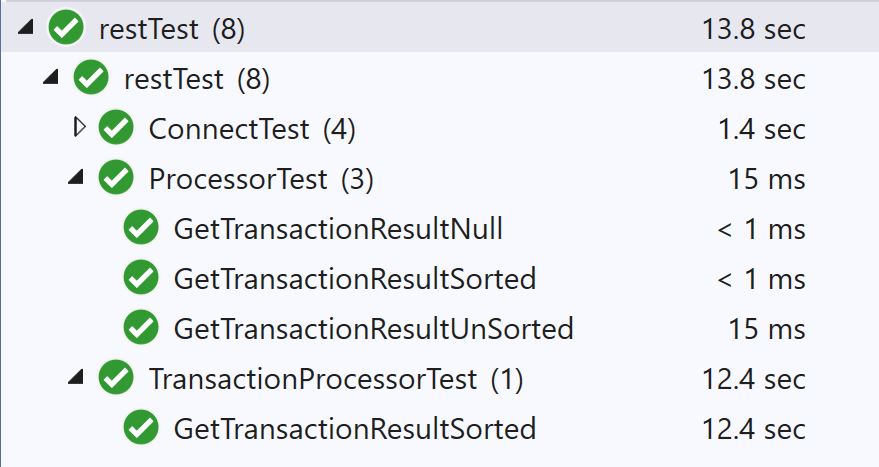 restTest (8) 13.8 sec
restTest (8) 13.8 sec
ConnectTest (4) 1.4 sec
ProcessorTest (3) 15 ms
GetTransactionResultNull < 1 ms
GetTransactionResultSorted < 1 ms
GetTransactionResultUnSorted 15 ms
TransactionProcessorTest (1) 12.4 sec
GetTransactionResultSorted 12.4 sec